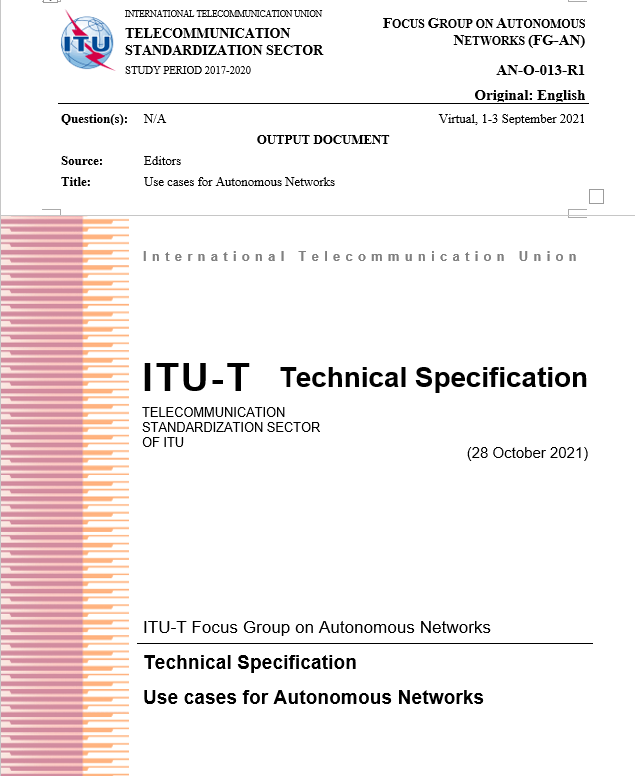 INTERNATIONAL TELECOMMUNICATION UNION
TELECOMMUNICATION
STANDARDIZATION SECTOR
STUDY PERIOD 2017-2020
FOCUS GROUP ON AUTONOMOUS
NETWORKS (FG-AN)
AN-O-013-R1
Original: English
ITU
Question(s): N/A Virtual, 1-3 September 2021
OUTPUT DOCUMENT
Source: Editors
Title: Use cases for Autonomous Networks
International Telecommunication Union
ITU-T Technical Specification
TELECOMMUNICATION
STANDARDIZATION SECTOR
OF ITU
(28 October 2021)
ITU-T Focus Group on Autonomous Networks
Technical Specification
Use cases for Autonomous Networks